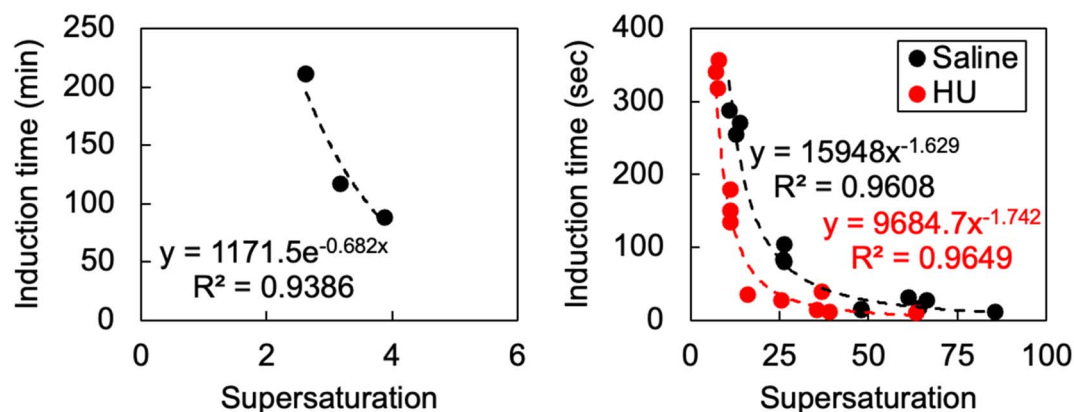 250
200
150
100
50
0
Induction time (min)
y = 1171.5e^-0.682x
R² = 0.9386
0 2 4 6
Supersaturation
400
300
200
100
0
Induction time (sec)
Saline
HU
y = 15948x^-1.629
R² = 0.9608
y = 9684.7x^-1.742
R² = 0.9649
0 25 50 75 100
Supersaturation